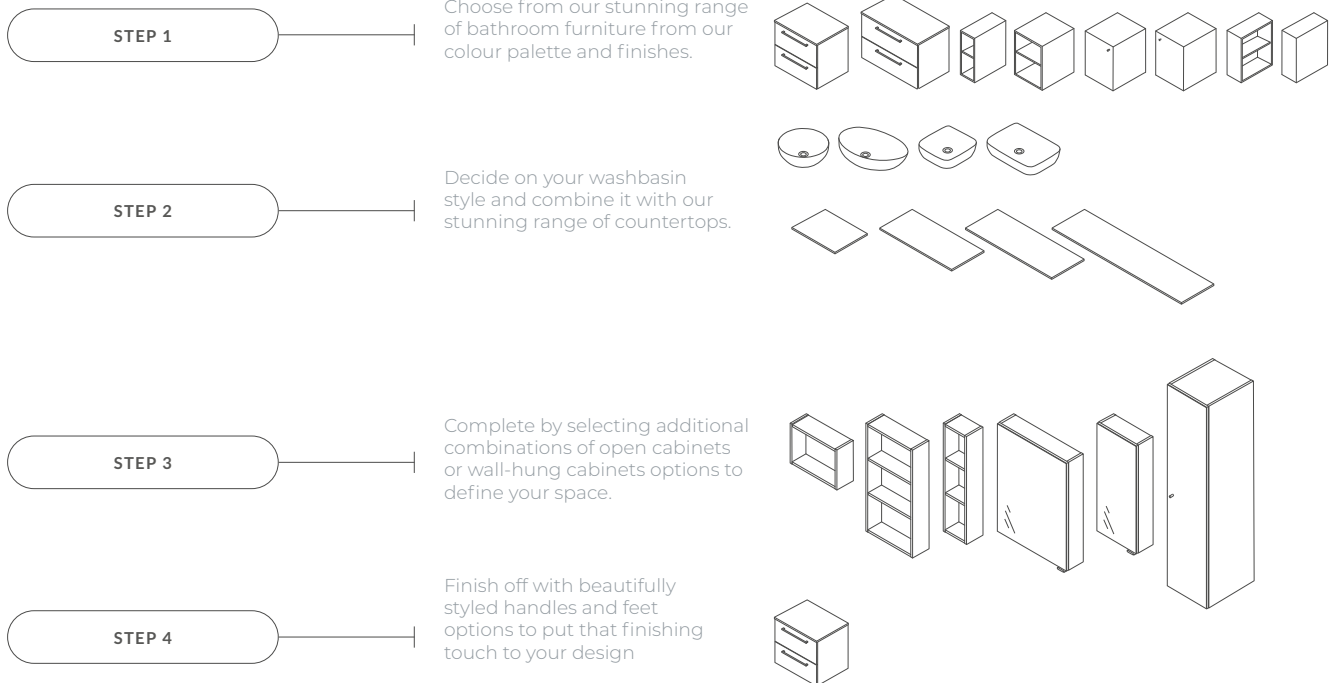 STEP 1
Choose from our stunning range
of bathroom furniture from our
colour palette and finishes.
STEP 2
Decide on your washbasin
style and combine it with our
stunning range of countertops.
STEP 3
Complete by selecting additional
combinations of open cabinets
or wall-hung cabinets options to
define your space.
STEP 4
Finish off with beautifully
styled handles and feet
options to put that finishing
touch to your design